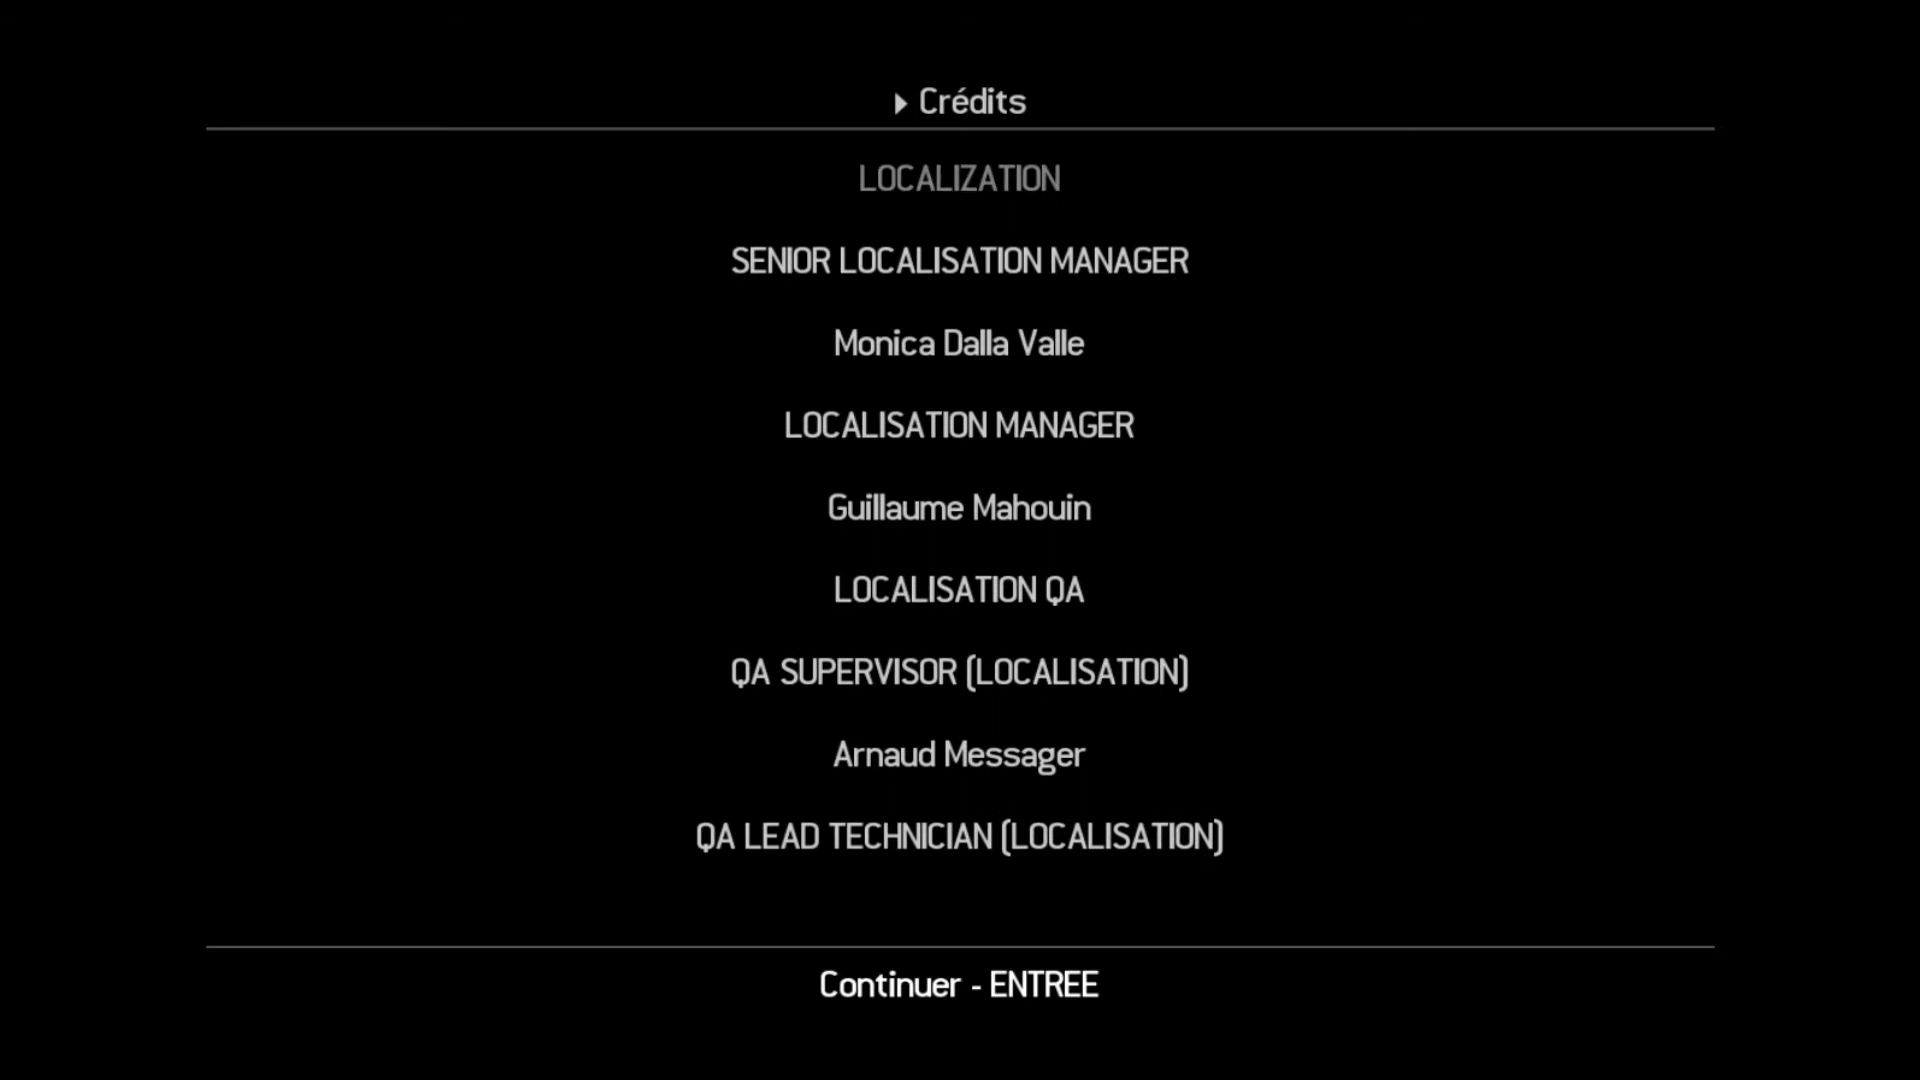 Crédits
LOCALIZATION
SENIOR LOCALISATION MANAGER
Monica Dalla Valle
LOCALISATION MANAGER
Guillaume Mahouin
LOCALISATION QA
QA SUPERVISOR (LOCALISATION)
Arnaud Messager
QA LEAD TECHNICIAN (LOCALISATION)
Continuer - ENTREE